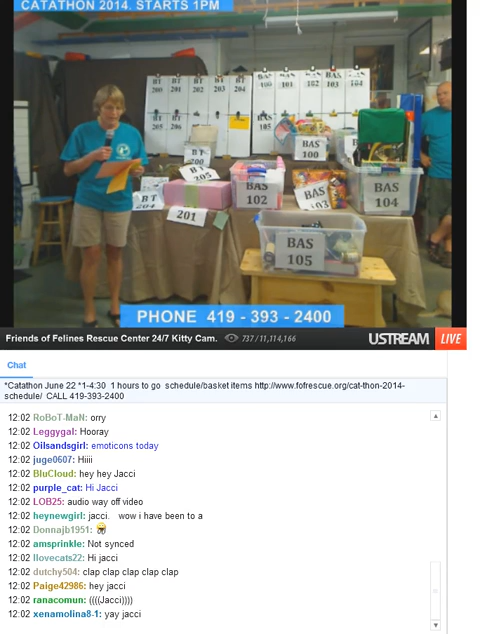 CATATHON 2014. STARTS 1PM
BT 200
BT 201
BT 202
BT 203
BT 204
BAS 101
BAS 103
BAS 104
BT 205
BT 206
BAS 105
BT 200
BT 205
BAS 100
BT 204
201
BAS 102
BAS 103
BAS 104
BAS 105
PHONE 419 - 393 - 2400
Friends of Felines Rescue Center 24/7 Kitty Cam. 737 / 11,114,166 USTREAM LIVE
Chat
*Catathon June 22 *1-4:30 1 hours to go schedule/basket items http://www.fofrescue.org/cat-thon-2014-
schedule/ CALL 419-393-2400
12:02 RoBoT-MaN: orry
12:02 Leggygal: Hooray
12:02 Oilsandsgirl: emoticons today
12:02 juge0607: Hiiii
12:02 BluCloud: hey hey Jacci
12:02 purple_cat: Hi Jacci
12:02 LOB25: audio way off video
12:02 heynewgirl: jacci. wow i have been to a
12:02 Donnajb1951:
12:02 amsprinkle: Not synced
12:02 Ilovecats22: Hi jacci
12:02 dutchy504: clap clap clap clap clap
12:02 Paige42986: hey jacci
12:02 ranacomun: ((((Jacci))))
12:02 xenamolina8-1: yay jacci